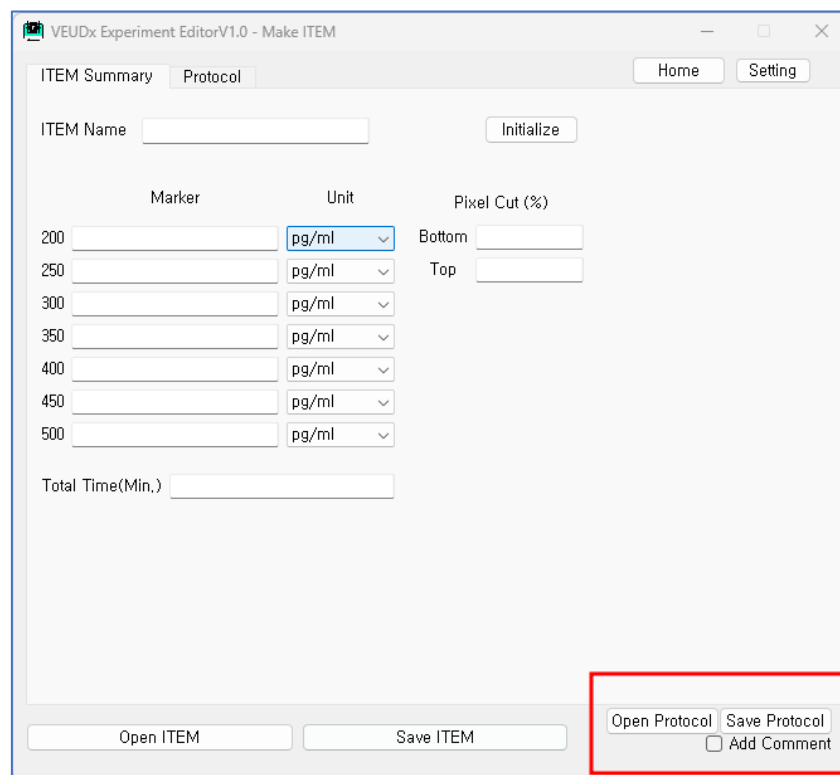 VEUDx Experiment EditorV1.0 - Make ITEM
ITEM Summary Protocol Home Setting
ITEM Name Initialize
Marker Unit Pixel Cut (%)
200 pg/ml Bottom
250 pg/ml Top
300 pg/ml
350 pg/ml
400 pg/ml
450 pg/ml
500 pg/ml
Total Time(Min.)
Open ITEM Save ITEM Open Protocol Save Protocol
Add Comment